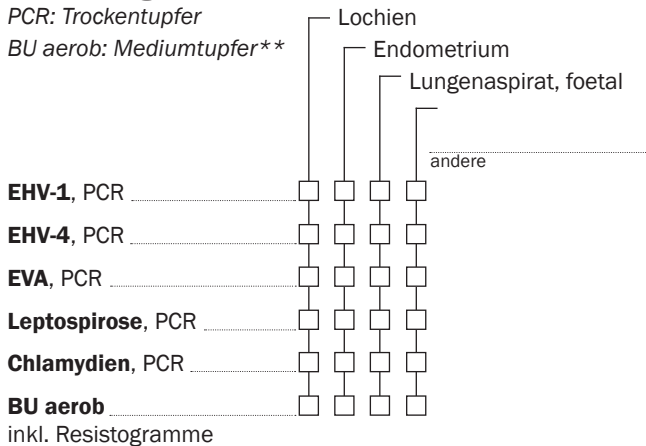 PCR: Trockentupfer
BU aerob: Mediumtupfer**
Lochien
Endometrium
Lungenaspirat, foetal
andere
EHV-1, PCR
EHV-4, PCR
EVA, PCR
Leptospirose, PCR
Chlamydien, PCR
BU aerob
inkl. Resistogramme